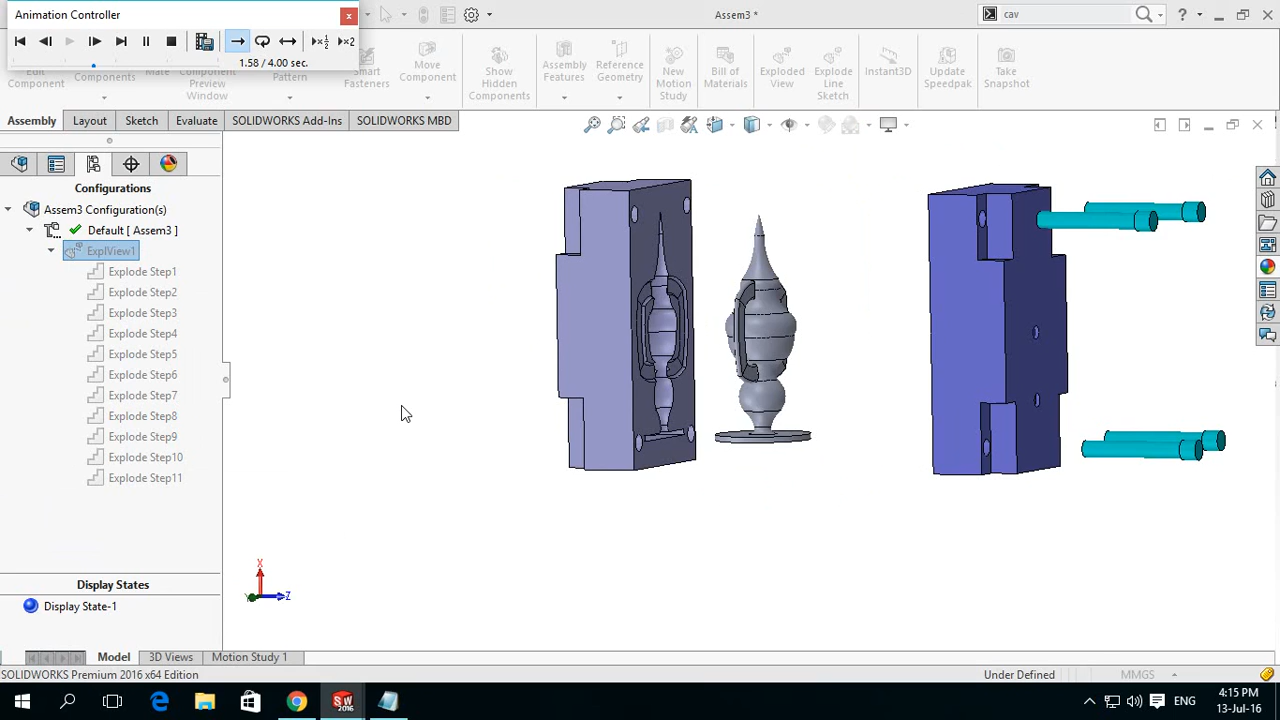 Animation Controller
Assem3 *
cav
1.58 / 4.00 sec.
Edit Component
Components
Mate
Component Preview Window
Pattern
Smart Fasteners
Move Component
Show Hidden Components
Assembly Features
Reference Geometry
New Motion Study
Bill of Materials
Exploded View
Explode Line Sketch
Instant3D
Update Speedpak
Take Snapshot
Assembly
Layout
Sketch
Evaluate
SOLIDWORKS Add-Ins
SOLIDWORKS MBD
Configurations
Assem3 Configuration(s)
Default [ Assem3 ]
ExplView1
Explode Step1
Explode Step2
Explode Step3
Explode Step4
Explode Step5
Explode Step6
Explode Step7
Explode Step8
Explode Step9
Explode Step10
Explode Step11
Display States
Display State-1
X
Y
Z
Model
3D Views
Motion Study 1
SOLIDWORKS Premium 2016 x64 Edition
Under Defined
MMGS
SW
2016
ENG
4:15 PM
13-Jul-16